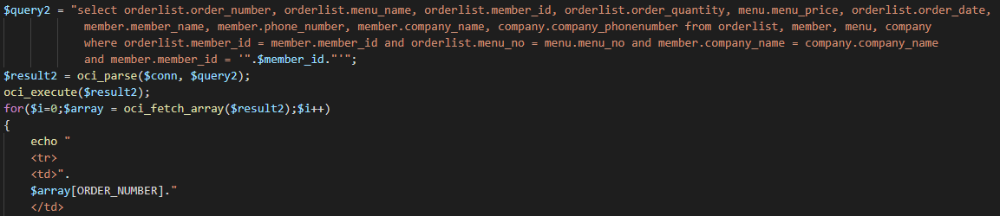 $query2 = "select orderlist.order_number, orderlist.menu_name, orderlist.member_id, orderlist.order_quantity, menu.menu_price, orderlist.order_date,
member.member_name, member.phone_number, member.company_name, company.company_phonenumber from orderlist, member, menu, company
where orderlist.member_id = member.member_id and orderlist.menu_no = menu.menu_no and member.company_name = company.company_name
and member.member_id = '".$member_id."'";
$result2 = oci_parse($conn, $query2);
oci_execute($result2);
for($i=0;$array = oci_fetch_array($result2);$i++)
{
echo "
<tr>
<td>".
$array[ORDER_NUMBER]."
</td>